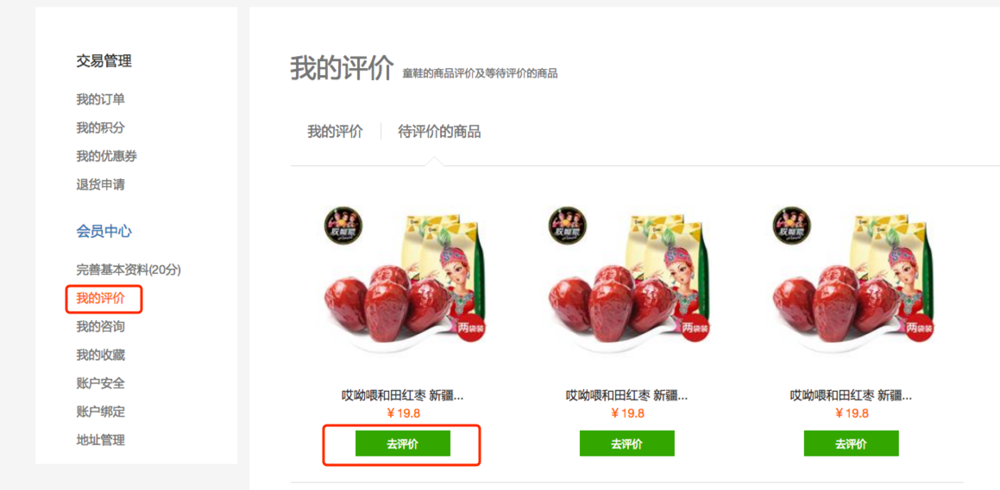 交易管理
我的订单
我的积分
我的优惠券
退货申请
会员中心
完善基本资料(20分)
我的评价
我的咨询
我的收藏
账户安全
账户绑定
地址管理
我的评价 童鞋的商品评价及等待评价的商品
我的评价 待评价的商品
两袋装 两袋装 两袋装
哎呦喂和田红枣 新疆... 哎呦喂和田红枣 新疆... 哎呦喂和田红枣 新疆...
¥ 19.8 ¥ 19.8 ¥ 19.8
去评价 去评价 去评价